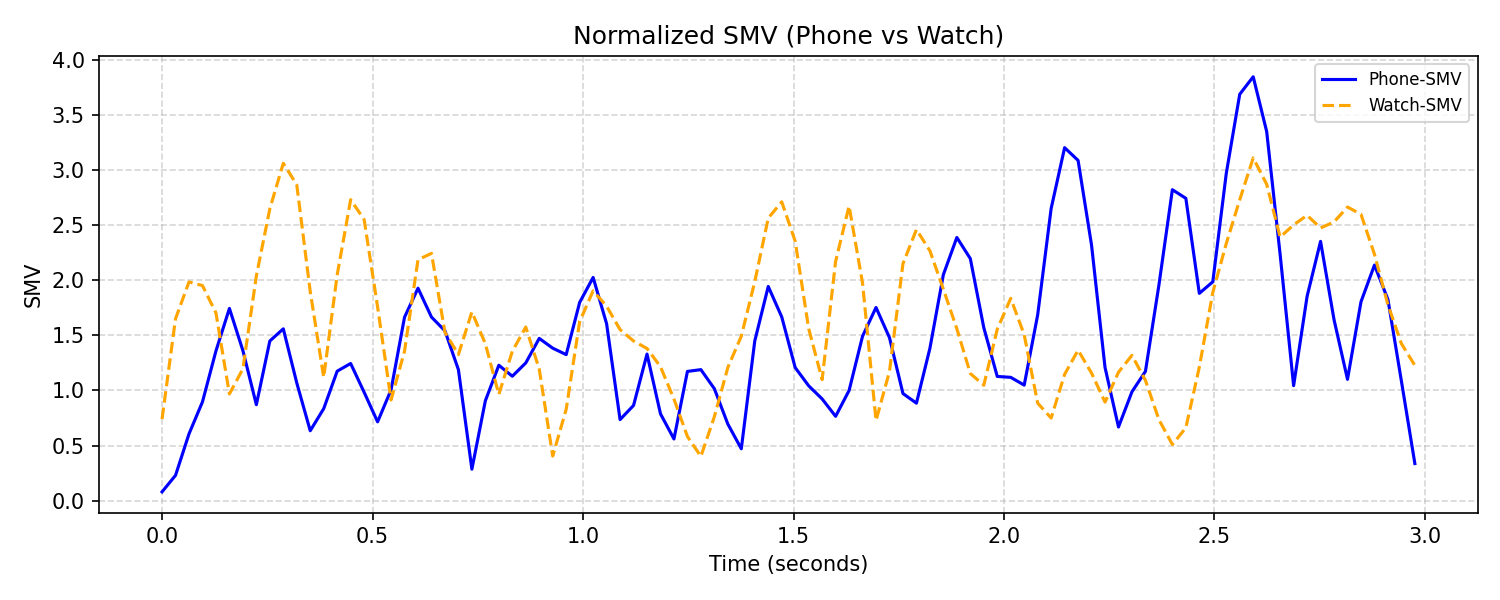 Normalized SMV (Phone vs Watch)
Phone-SMV
Watch-SMV
SMV
4.0
3.5
3.0
2.5
2.0
1.5
1.0
0.5
0.0
0.0 0.5 1.0 1.5 2.0 2.5 3.0
Time (seconds)